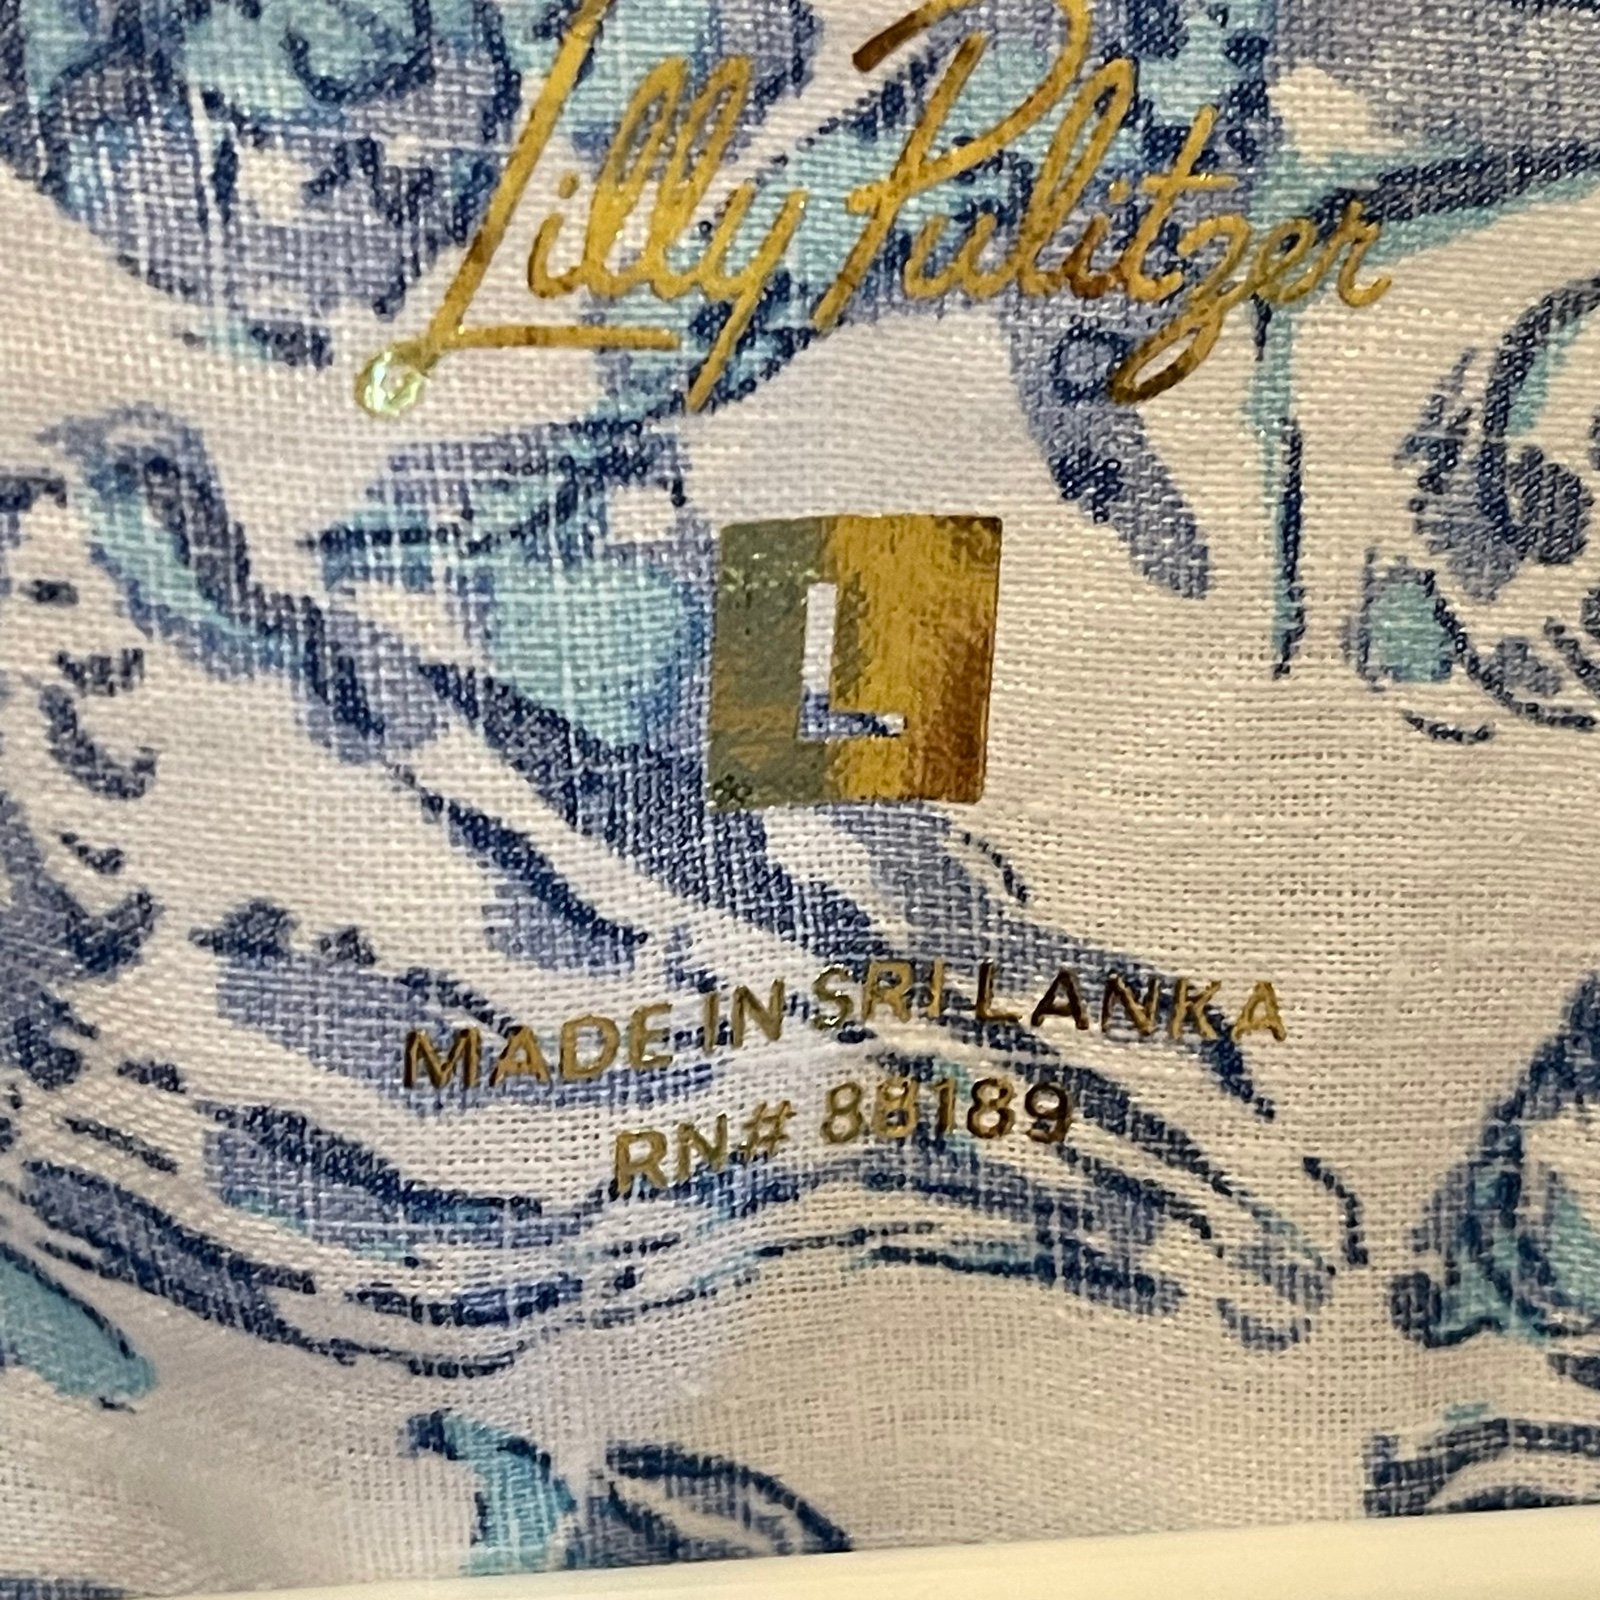 Lilly Pulitzer
L
MADE IN SRI LANKA
RN# 88189